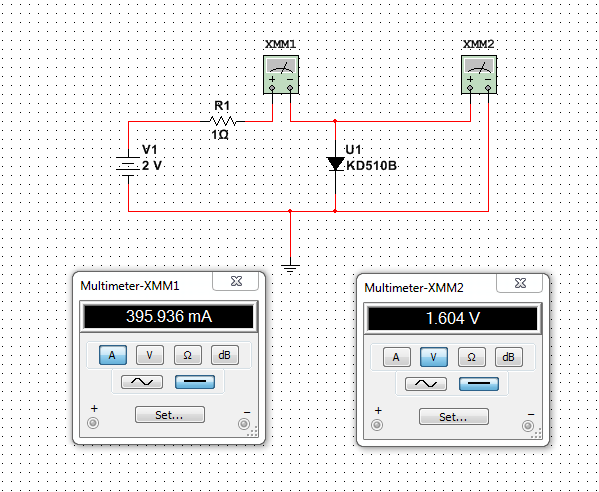 XMM1
XMM2
R1
1Ω
V1
2 V
U1
KD510B
+ −
+ −
Multimeter-XMM1
395.936 mA
A V Ω dB
+ −
Set...
Multimeter-XMM2
1.604 V
A V Ω dB
+ −
Set...